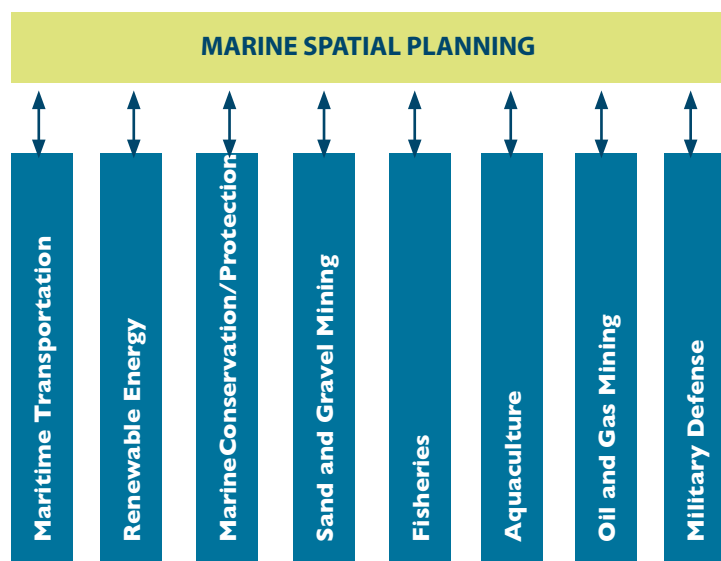 MARINE SPATIAL PLANNING
Maritime Transportation
Renewable Energy
MarineConservation/Protection
Sand and Gravel Mining
Fisheries
Aquaculture
Oil and Gas Mining
Military Defense